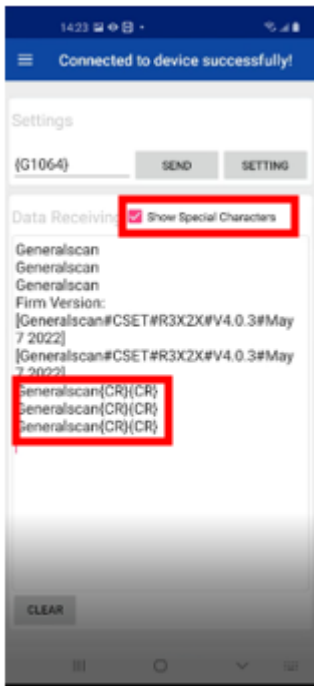 14:23
Connected to device successfully!
Settings
{G1064}
SEND
SETTING
Data Receiving
Show Special Characters
Generalscan
Generalscan
Generalscan
Firm Version:
[Generalscan#CSET#R3X2X#V4.0.3#May
7 2022]
[Generalscan#CSET#R3X2X#V4.0.3#May
7 2022]
Generalscan{CR}{CR}
Generalscan{CR}{CR}
Generalscan{CR}{CR}
CLEAR